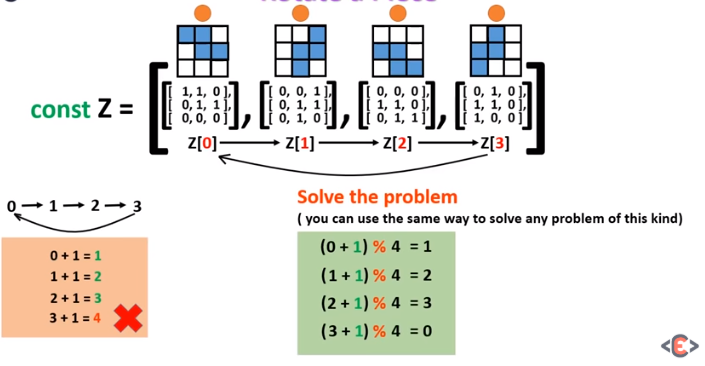 const Z =
[ 1, 1, 0 ], [ 0, 0, 1 ], [ 0, 0, 0 ], [ 0, 1, 0 ],
[ 0, 1, 1 ], [ 0, 1, 1 ], [ 1, 1, 0 ], [ 1, 1, 0 ],
[ 0, 0, 0 ] [ 0, 1, 0 ] [ 0, 1, 1 ] [ 1, 0, 0 ]
Z[0] Z[1] Z[2] Z[3]
0 1 2 3
0 + 1 = 1
1 + 1 = 2
2 + 1 = 3
3 + 1 = 4
Solve the problem
( you can use the same way to solve any problem of this kind)
(0 + 1) % 4 = 1
(1 + 1) % 4 = 2
(2 + 1) % 4 = 3
(3 + 1) % 4 = 0
<E>